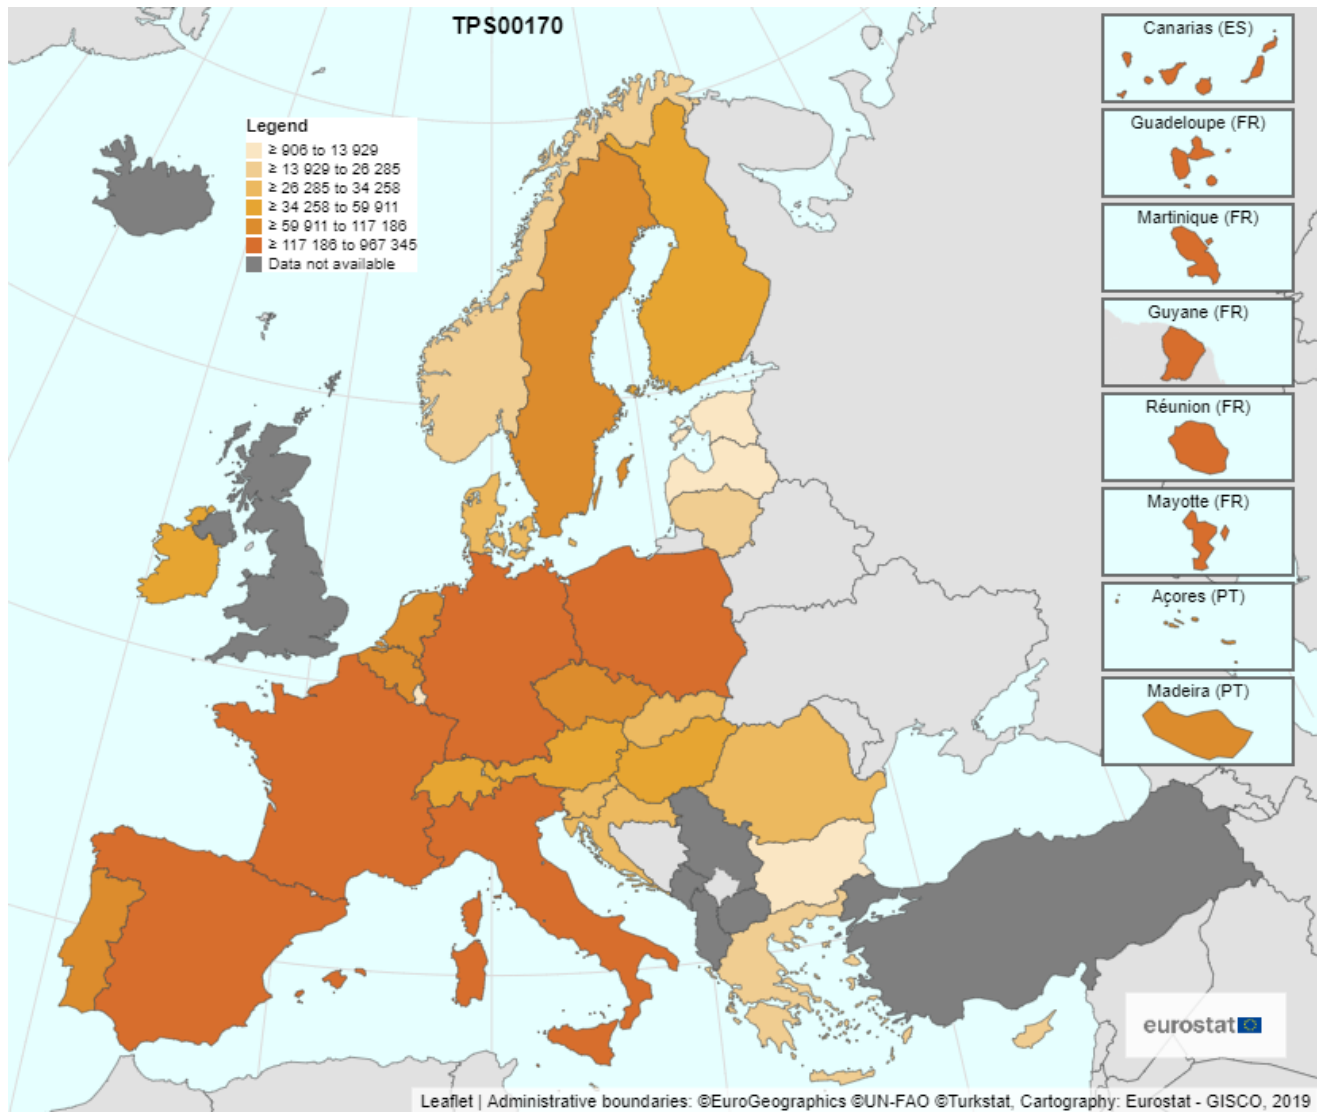 TPS00170
Legend
≥ 906 to 13 929
≥ 13 929 to 26 285
≥ 26 285 to 34 258
≥ 34 258 to 59 911
≥ 59 911 to 117 186
≥ 117 186 to 967 345
Data not available
Canarias (ES)
Guadeloupe (FR)
Martinique (FR)
Guyane (FR)
Réunion (FR)
Mayotte (FR)
Açores (PT)
Madeira (PT)
eurostat
Leaflet | Administrative boundaries: ©EuroGeographics ©UN-FAO ©Turkstat, Cartography: Eurostat - GISCO, 2019